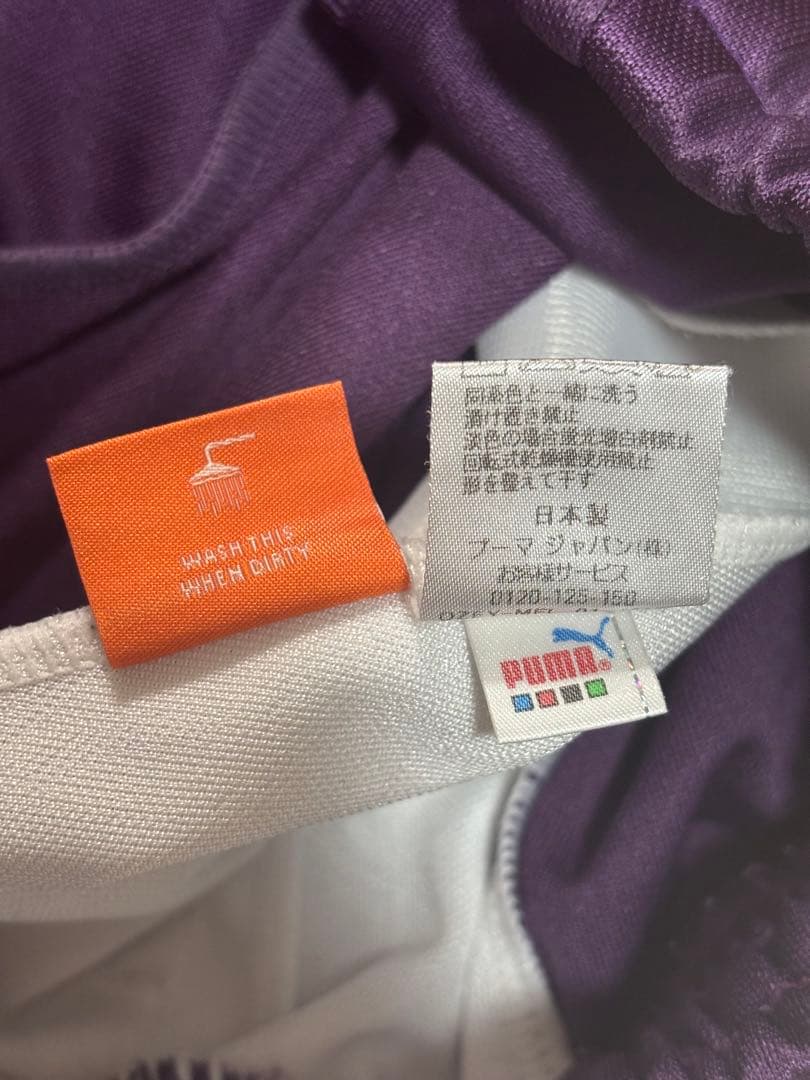 WASH THIS
WHEN DIRTY
同系色と一緒に洗う
漬け置き禁止
淡色の場合蛍光増白剤禁止
回転式乾燥機使用禁止
形を整えて干す
日本製
プーマ ジャパン(株)
お客様サービス
0120-125-150
PUMA®